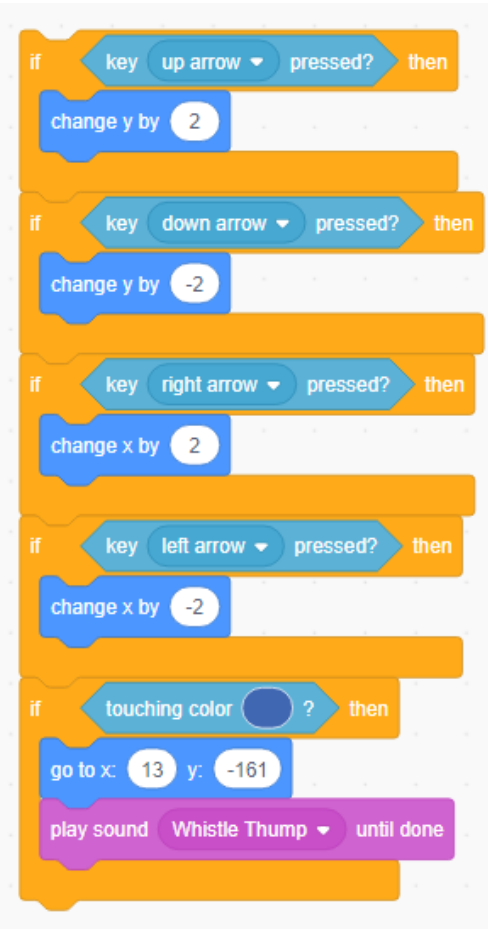 if key up arrow pressed? then
change y by 2
if key down arrow pressed? then
change y by -2
if key right arrow pressed? then
change x by 2
if key left arrow pressed? then
change x by -2
if touching color ? then
go to x: 13 y: -161
play sound Whistle Thump until done